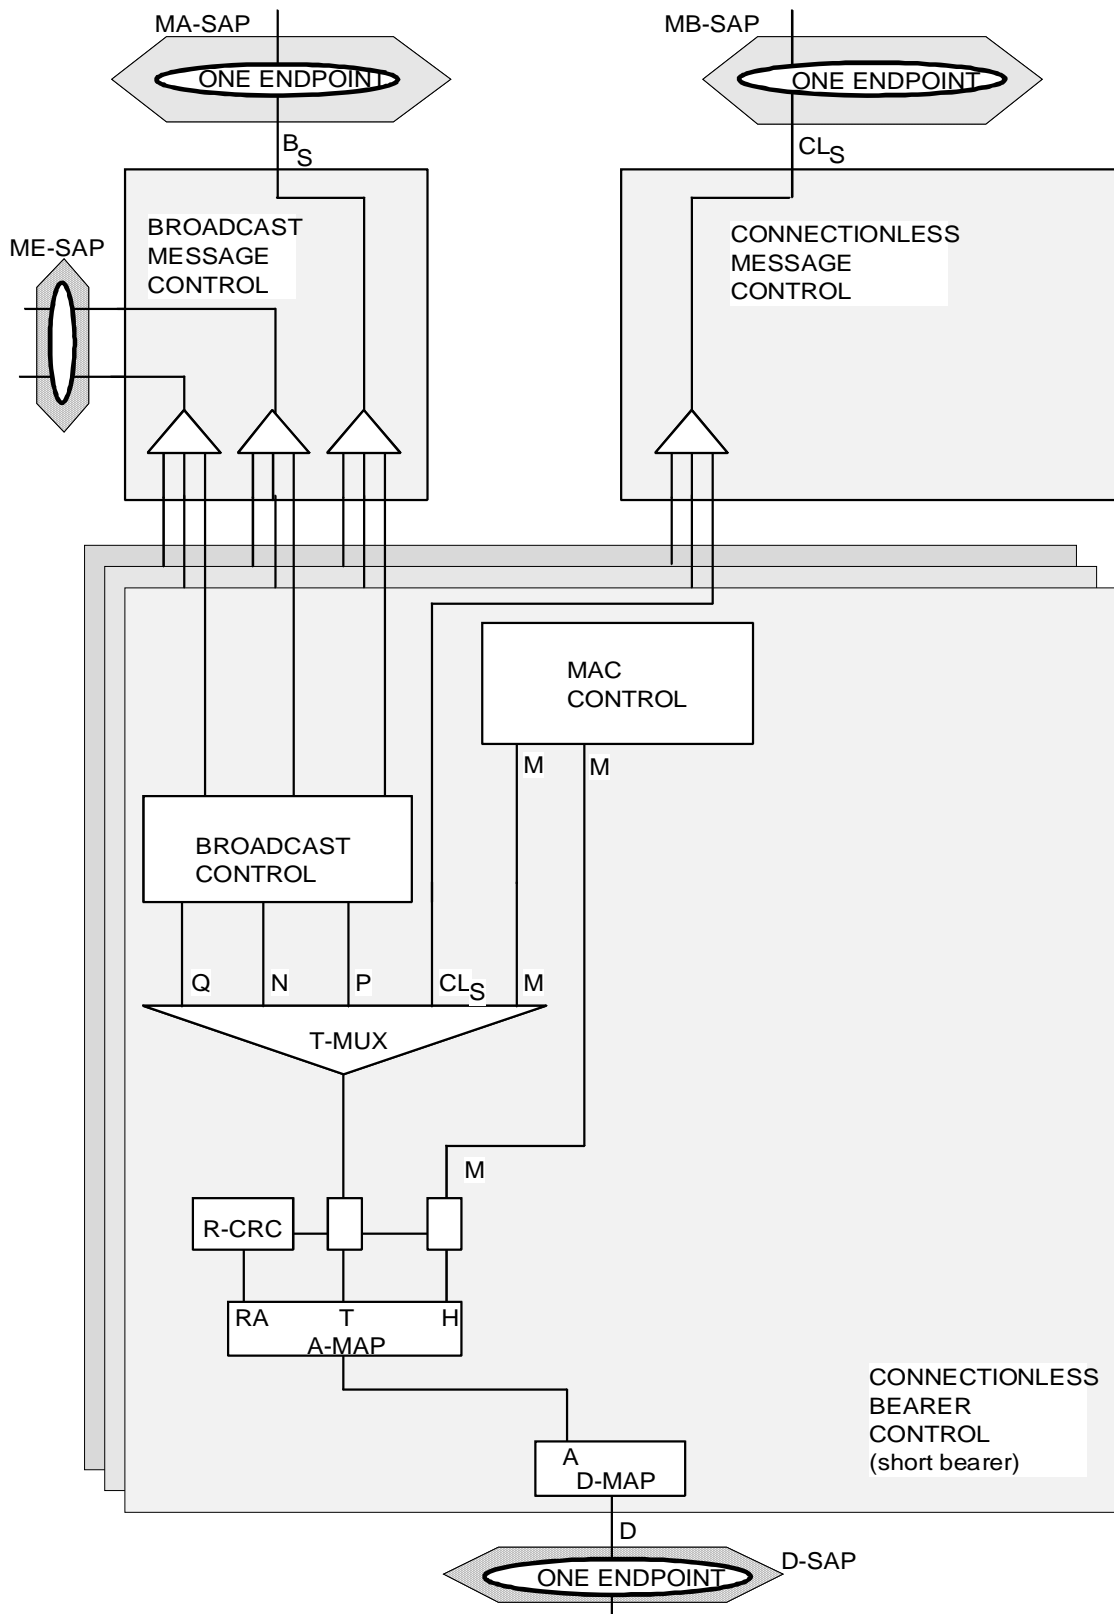 MA-SAP
MB-SAP
ONE ENDPOINT
ONE ENDPOINT
BS
CLS
ME-SAP
BROADCAST
MESSAGE
CONTROL
CONNECTIONLESS
MESSAGE
CONTROL
MAC
CONTROL
M
M
BROADCAST
CONTROL
Q
N
P
CLS
M
T-MUX
M
R-CRC
RA
T
H
A-MAP
CONNECTIONLESS
BEARER
CONTROL
(short bearer)
A
D-MAP
D
D-SAP
ONE ENDPOINT